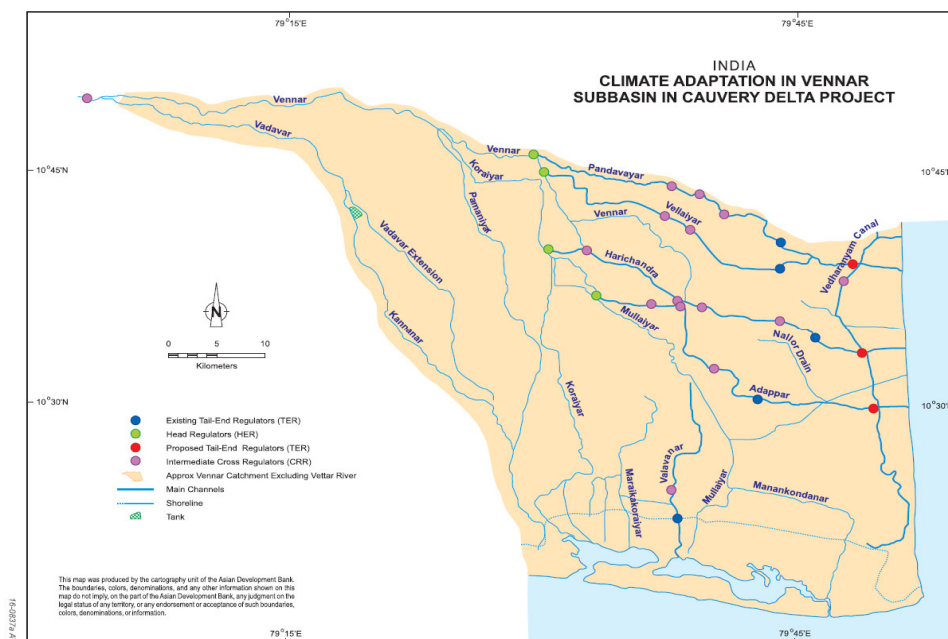 79°15'E
79°45'E
INDIA
CLIMATE ADAPTATION IN VENNAR
SUBBASIN IN CAUVERY DELTA PROJECT
Vennar
Vadavar
Vennar
Koraiyar
Pandavayar
10°45'N
10°45'
Pamaniyar
Vennar
Vellaiyar
Vadavar Extension
Harichandra
Vedharanyam Canal
N
Mullaiyar
Nallor Drain
Kannanar
0 5 10
Kilometers
Koraiyar
Adappar
10°30'N
10°30'
Existing Tail-End Regulators (TER)
Head Regulators (HER)
Proposed Tail-End Regulators (TER)
Intermediate Cross Regulators (CRR)
Approx Vennar Catchment Excluding Vettar River
Main Channels
Shoreline
Tank
Maraikakoraiyar
Valavanar
Mullaiyar
Manankondanar
This map was produced by the cartography unit of the Asian Development Bank.
The boundaries, colors, denominations, and any other information shown on this
map do not imply, on the part of the Asian Development Bank, any judgment on the
legal status of any territory, or any endorsement or acceptance of such boundaries,
colors, denominations, or information.
16-0837a A
79°15'E
79°45'E